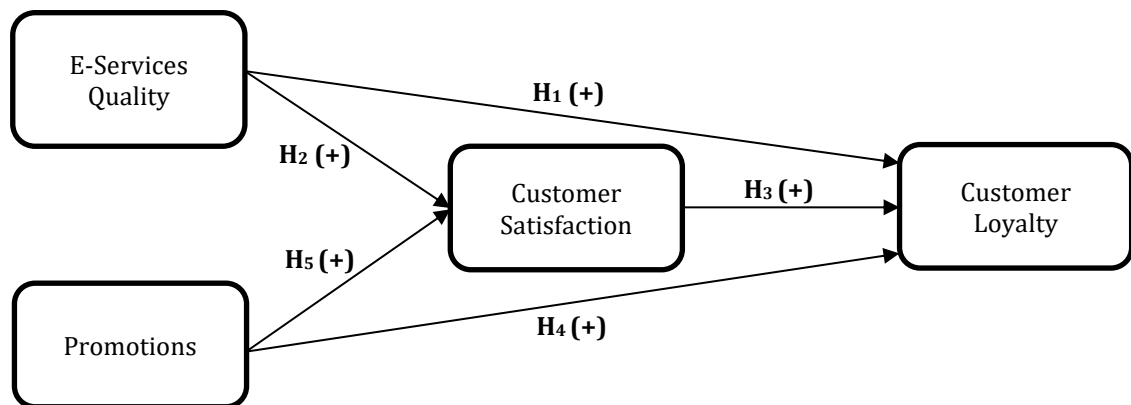 E-Services
Quality
H1 (+)
H2 (+)
Customer
Satisfaction
H3 (+)
Customer
Loyalty
H5 (+)
H4 (+)
Promotions